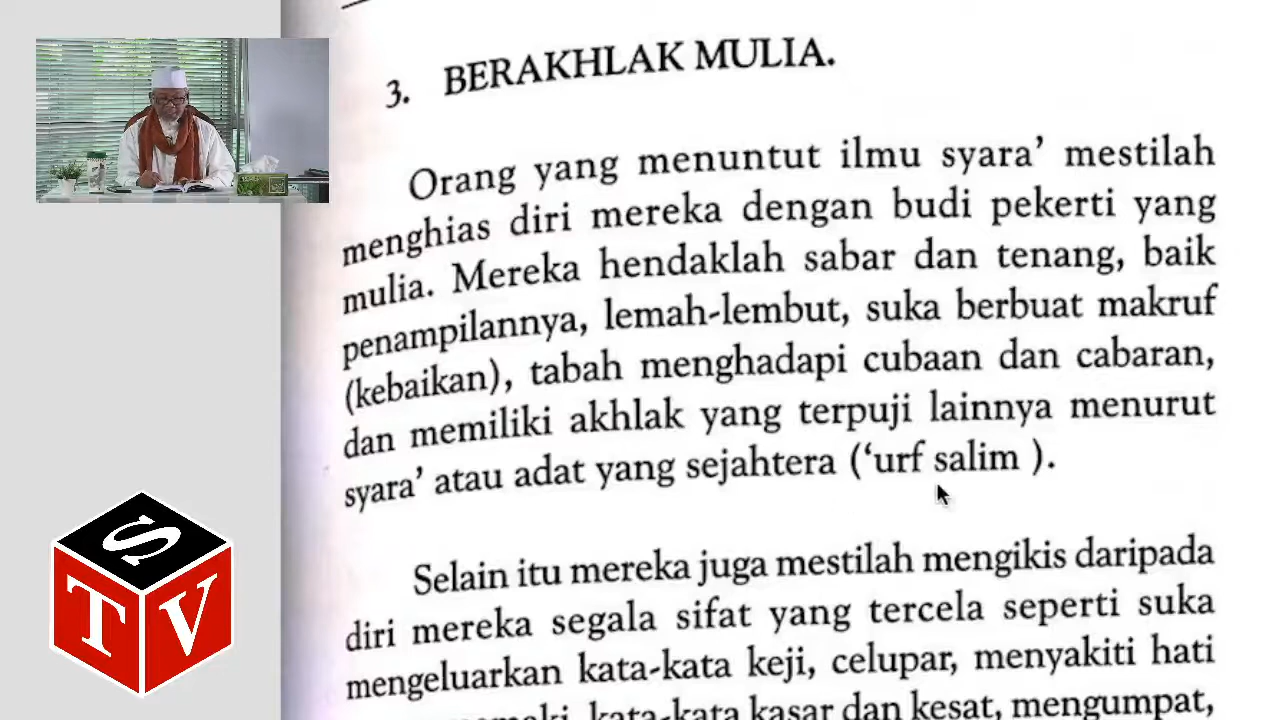 3. BERAKHLAK MULIA.
Orang yang menuntut ilmu syara’ mestilah
menghias diri mereka dengan budi pekerti yang
mulia. Mereka hendaklah sabar dan tenang, baik
penampilannya, lemah-lembut, suka berbuat makruf
(kebaikan), tabah menghadapi cubaan dan cabaran,
dan memiliki akhlak yang terpuji lainnya menurut
syara’ atau adat yang sejahtera (‘urf salim ).
Selain itu mereka juga mestilah mengikis daripada
diri mereka segala sifat yang tercela seperti suka
mengeluarkan kata-kata keji, celupar, menyakiti hati
kata-kata kasar dan kesat, mengumpat,
S
T V